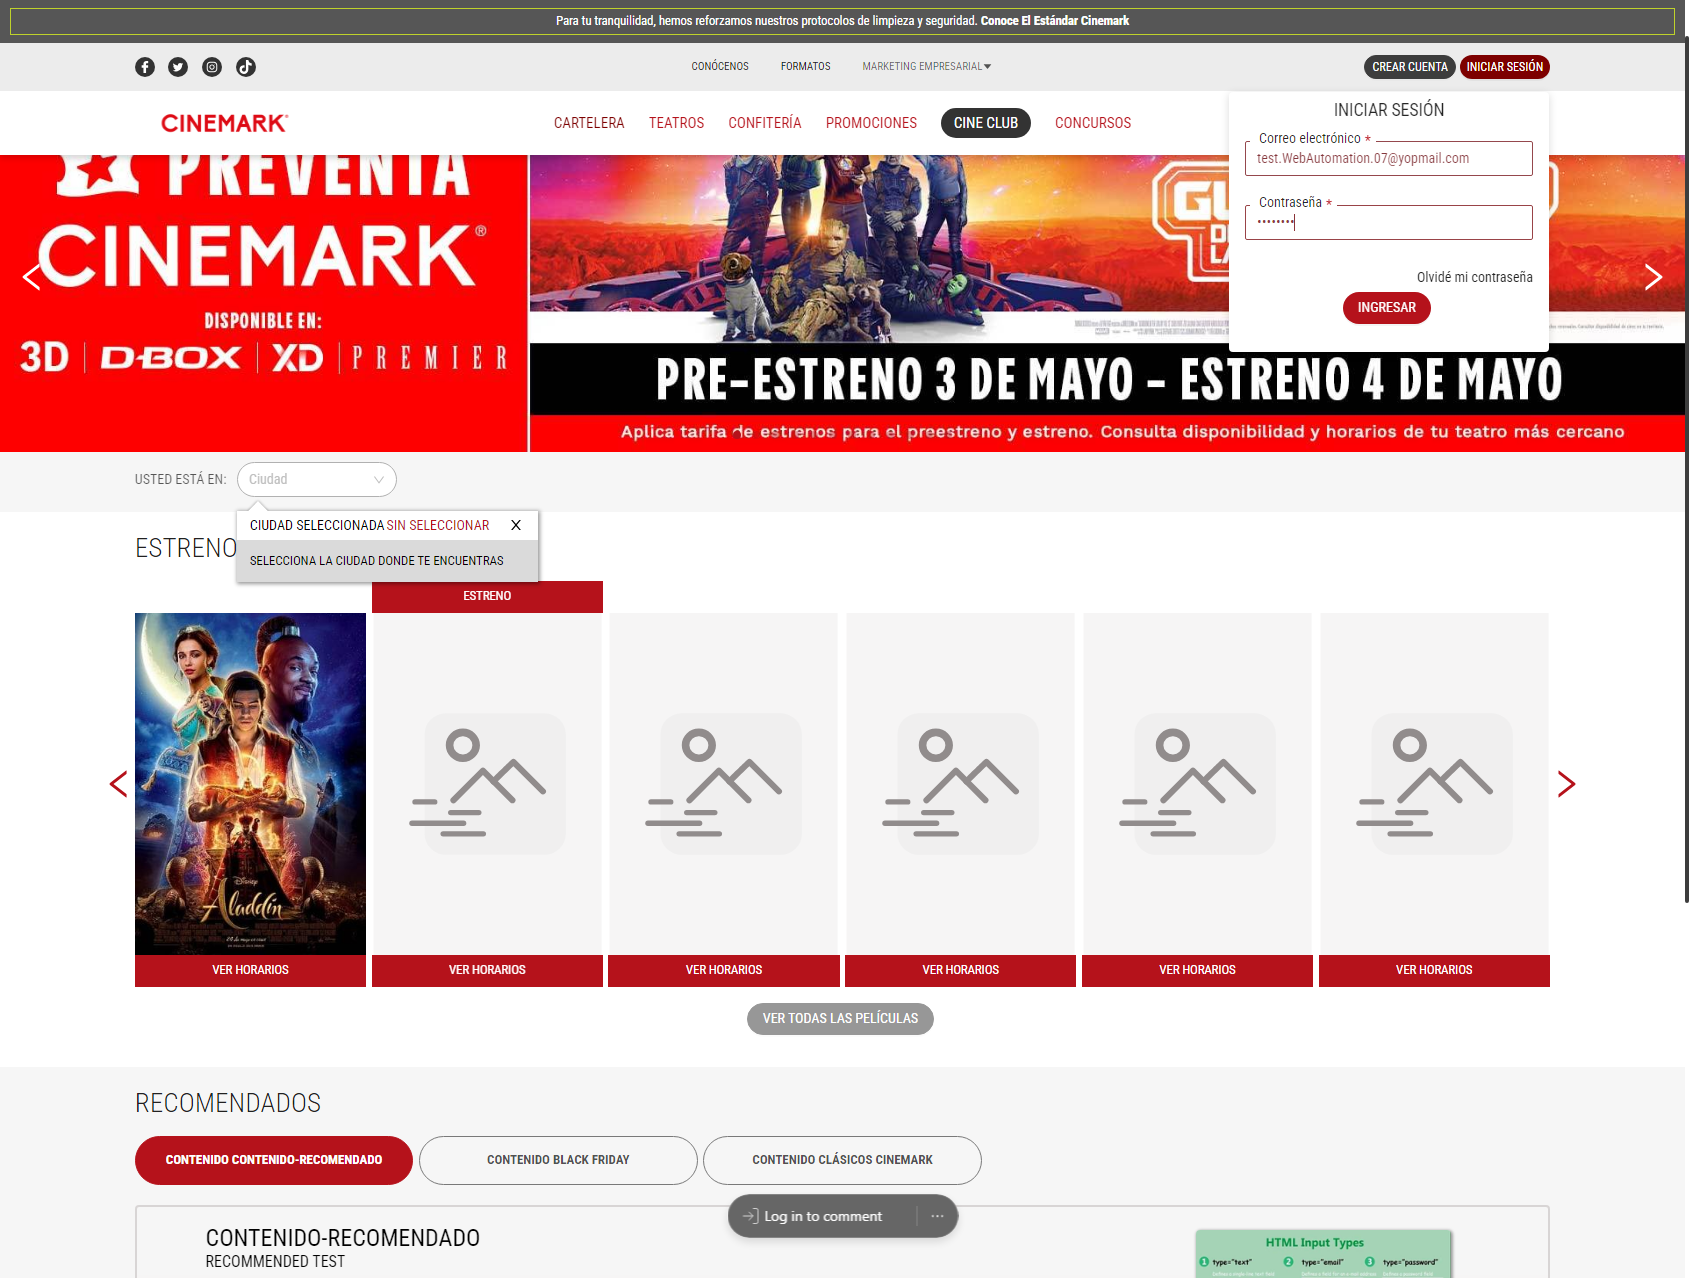 Para tu tranquilidad, hemos reforzamos nuestros protocolos de limpieza y seguridad. Conoce El Estándar Cinemark
CONÓCENOS FORMATOS MARKETING EMPRESARIAL
CREAR CUENTA INICIAR SESIÓN
CINEMARK
CARTELERA TEATROS CONFITERÍA PROMOCIONES CINE CLUB CONCURSOS
INICIAR SESIÓN
Correo electrónico *
test.WebAutomation.07@yopmail.com
Contraseña *
••••••••
Olvidé mi contraseña
INGRESAR
PREVENTA
CINEMARK®
DISPONIBLE EN:
3D | D-BOX | XD | PREMIER
PRE-ESTRENO 3 DE MAYO - ESTRENO 4 DE MAYO
Aplica tarifa de estrenos para el preestreno y estreno. Consulta disponibilidad y horarios de tu teatro más cercano
USTED ESTÁ EN: Ciudad
CIUDAD SELECCIONADA SIN SELECCIONAR X
SELECCIONA LA CIUDAD DONDE TE ENCUENTRAS
ESTRENO
ESTRENO
Disney
Aladdin
VER HORARIOS VER HORARIOS VER HORARIOS VER HORARIOS VER HORARIOS VER HORARIOS
VER TODAS LAS PELÍCULAS
RECOMENDADOS
CONTENIDO CONTENIDO-RECOMENDADO CONTENIDO BLACK FRIDAY CONTENIDO CLÁSICOS CINEMARK
Log in to comment
CONTENIDO-RECOMENDADO
RECOMMENDED TEST
HTML Input Types
1 type="text" 2 type="email" 3 type="password"